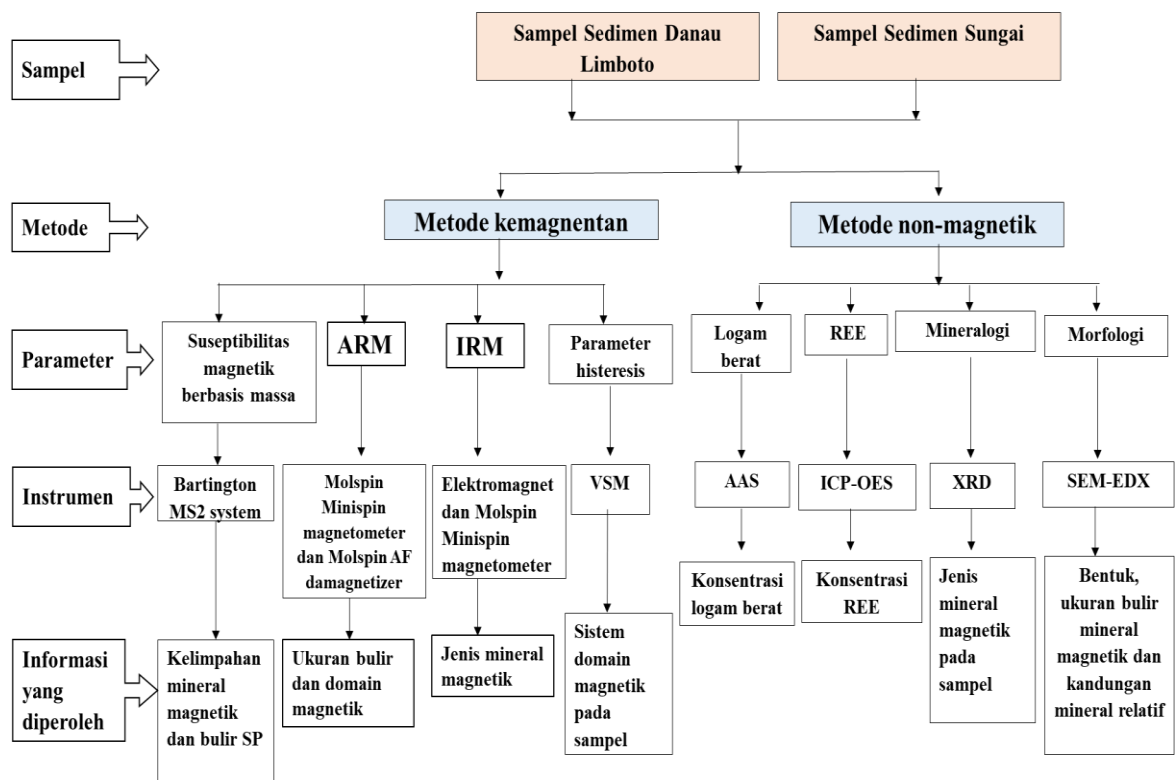 Sampel
Sampel Sedimen Danau
Limboto
Sampel Sedimen Sungai
Metode
Metode kemagnentan
Metode non-magnetik
Parameter
Suseptibilitas
magnetik
berbasis massa
ARM
IRM
Parameter
histeresis
Logam
berat
REE
Mineralogi
Morfologi
Instrumen
Bartington
MS2 system
Molspin
Minispin
magnetometer
dan Molspin AF
damagnetizer
Elektromagnet
dan Molspin
Minispin
magnetometer
VSM
AAS
ICP-OES
XRD
SEM-EDX
Informasi
yang
diperoleh
Kelimpahan
mineral
magnetik
dan bulir SP
Ukuran bulir
dan domain
magnetik
Jenis mineral
magnetik
Sistem
domain
magnetik
pada
sampel
Konsentrasi
logam berat
Konsentrasi
REE
Jenis
mineral
magnetik
pada
sampel
Bentuk,
ukuran bulir
mineral
magnetik dan
kandungan
mineral relatif